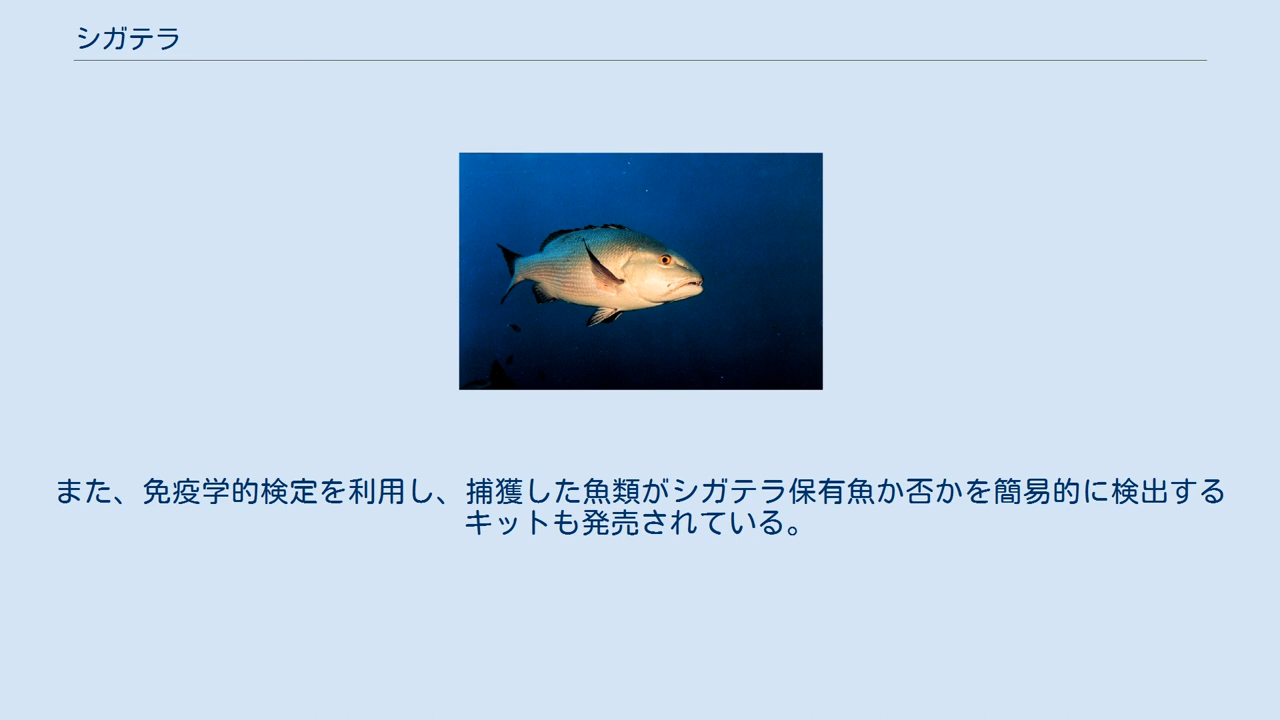 シガテラ
また、免疫学的検定を利用し、捕獲した魚類がシガテラ保有魚か否かを簡易的に検出する
キットも発売されている。